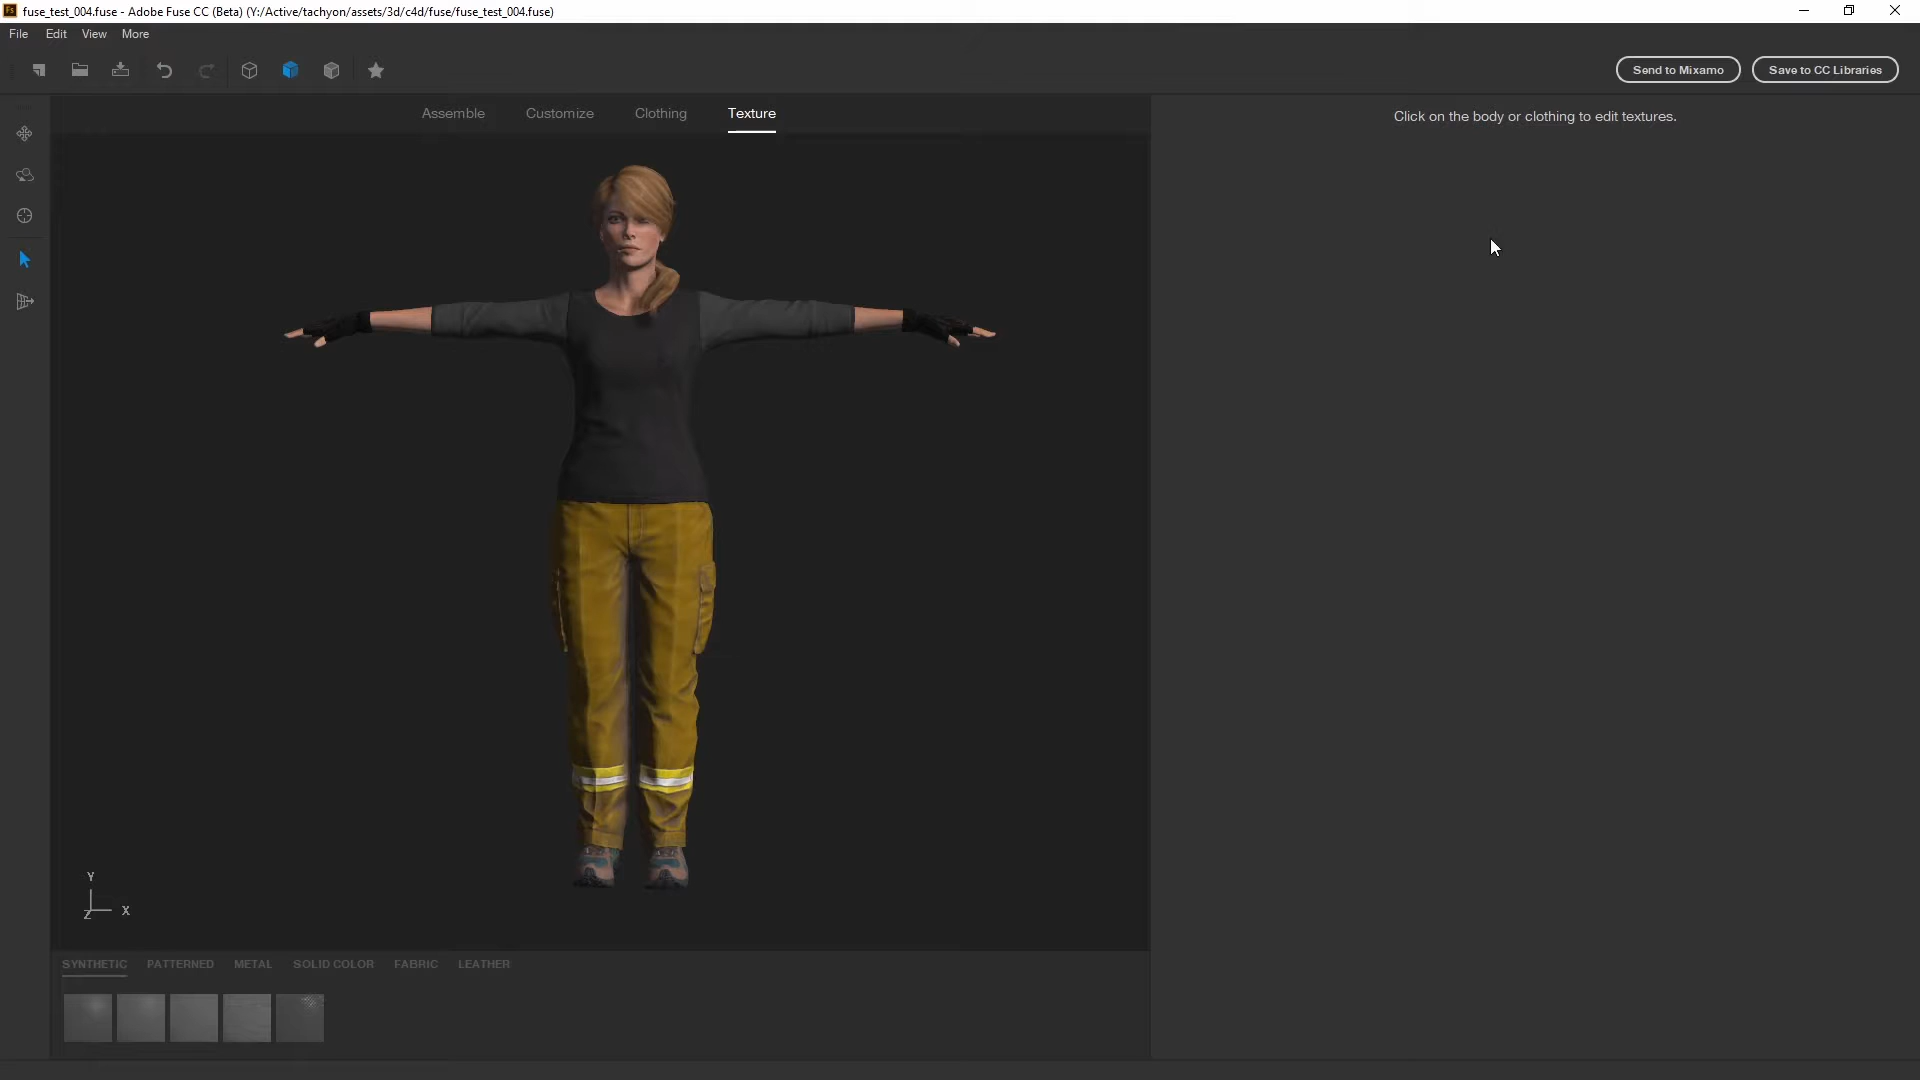 Fs fuse_test_004.fuse - Adobe Fuse CC (Beta) (Y:/Active/tachyon/assets/3d/c4d/fuse/fuse_test_004.fuse)
File Edit View More
Send to Mixamo Save to CC Libraries
Assemble Customize Clothing Texture
Click on the body or clothing to edit textures.
Y
Z X
SYNTHETIC PATTERNED METAL SOLID COLOR FABRIC LEATHER